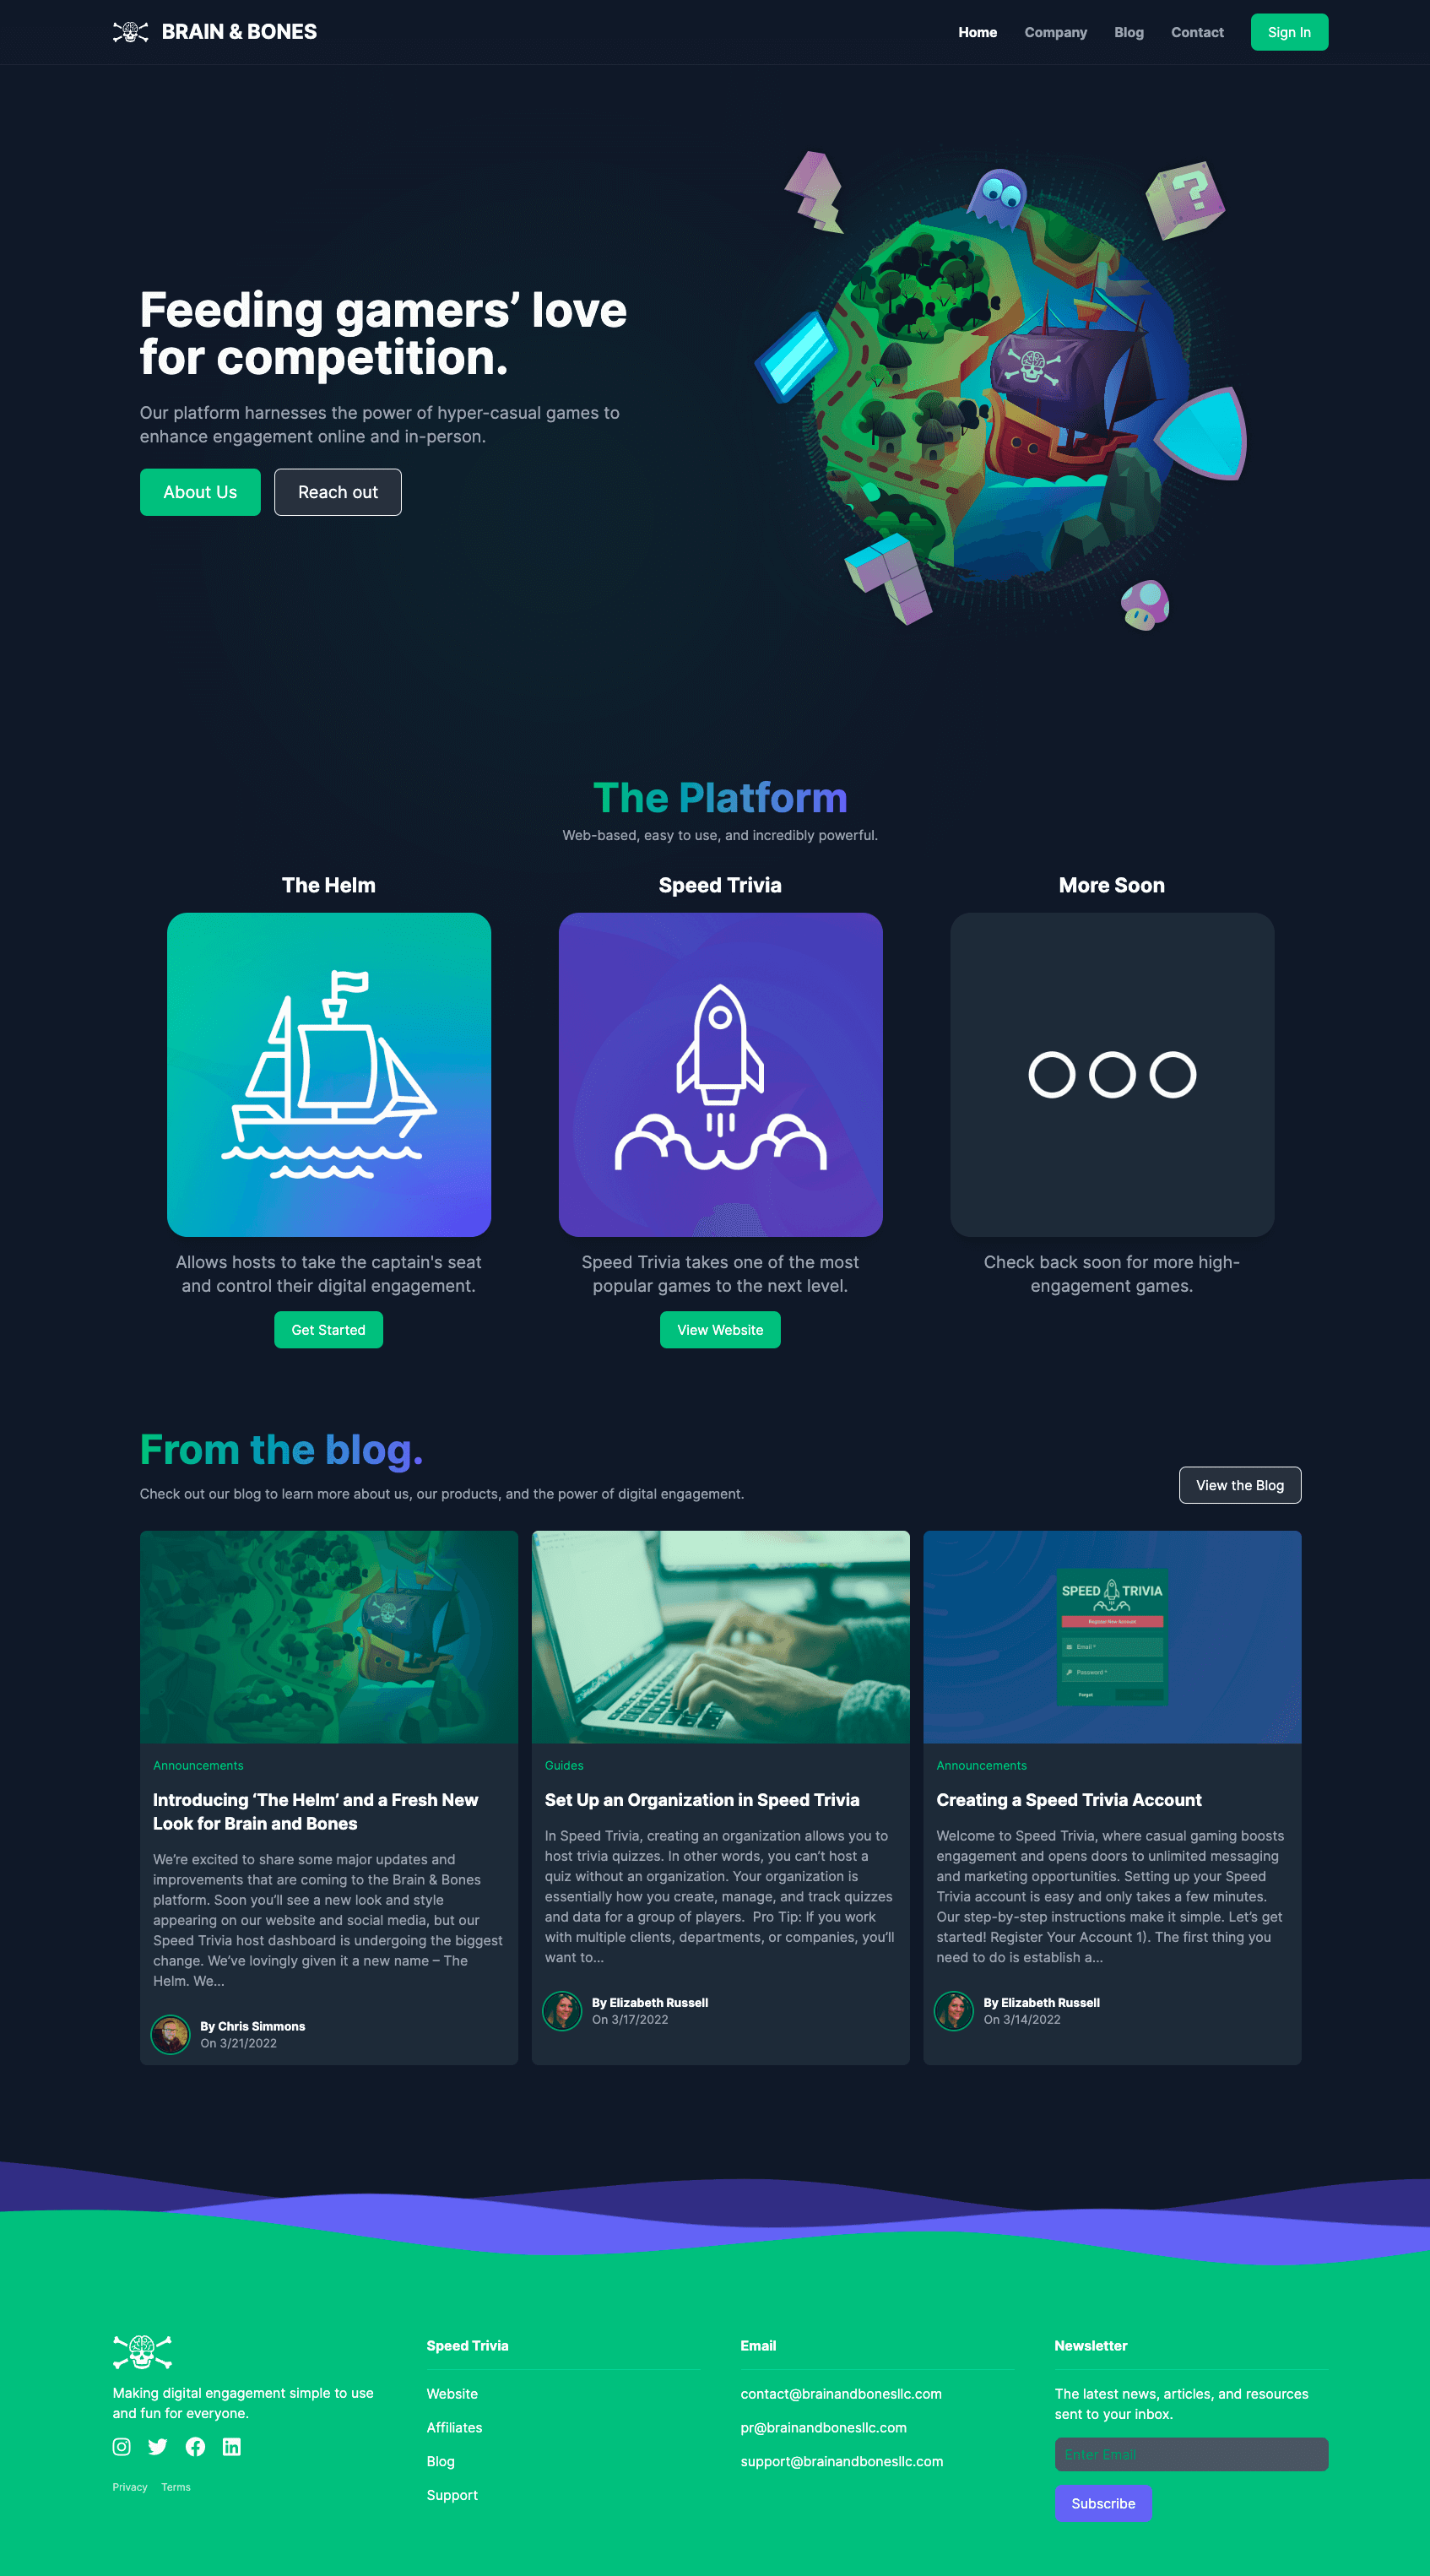 BRAIN & BONES
Home
Company
Blog
Contact
Sign In
Feeding gamers’ love
for competition.
Our platform harnesses the power of hyper-casual games to
enhance engagement online and in-person.
About Us
Reach out
?
The Platform
Web-based, easy to use, and incredibly powerful.
The Helm
Allows hosts to take the captain's seat
and control their digital engagement.
Get Started
Speed Trivia
Speed Trivia takes one of the most
popular games to the next level.
View Website
More Soon
Check back soon for more high-
engagement games.
From the blog.
Check out our blog to learn more about us, our products, and the power of digital engagement.
View the Blog
Announcements
Introducing ‘The Helm’ and a Fresh New
Look for Brain and Bones
We’re excited to share some major updates and
improvements that are coming to the Brain & Bones
platform. Soon you’ll see a new look and style
appearing on our website and social media, but our
Speed Trivia host dashboard is undergoing the biggest
change. We’ve lovingly given it a new name – The
Helm. We...
By Chris Simmons
On 3/21/2022
Guides
Set Up an Organization in Speed Trivia
In Speed Trivia, creating an organization allows you to
host trivia quizzes. In other words, you can’t host a
quiz without an organization. Your organization is
essentially how you create, manage, and track quizzes
and data for a group of players.  Pro Tip: If you work
with multiple clients, departments, or companies, you’ll
want to...
By Elizabeth Russell
On 3/17/2022
SPEED TRIVIA
Register New Account
Email *
Password *
Forgot
Announcements
Creating a Speed Trivia Account
Welcome to Speed Trivia, where casual gaming boosts
engagement and opens doors to unlimited messaging
and marketing opportunities. Setting up your Speed
Trivia account is easy and only takes a few minutes.
Our step-by-step instructions make it simple. Let’s get
started! Register Your Account 1). The first thing you
need to do is establish a...
By Elizabeth Russell
On 3/14/2022
Making digital engagement simple to use
and fun for everyone.
Privacy
Terms
Speed Trivia
Website
Affiliates
Blog
Support
Email
contact@brainandbonesllc.com
pr@brainandbonesllc.com
support@brainandbonesllc.com
Newsletter
The latest news, articles, and resources
sent to your inbox.
Enter Email
Subscribe